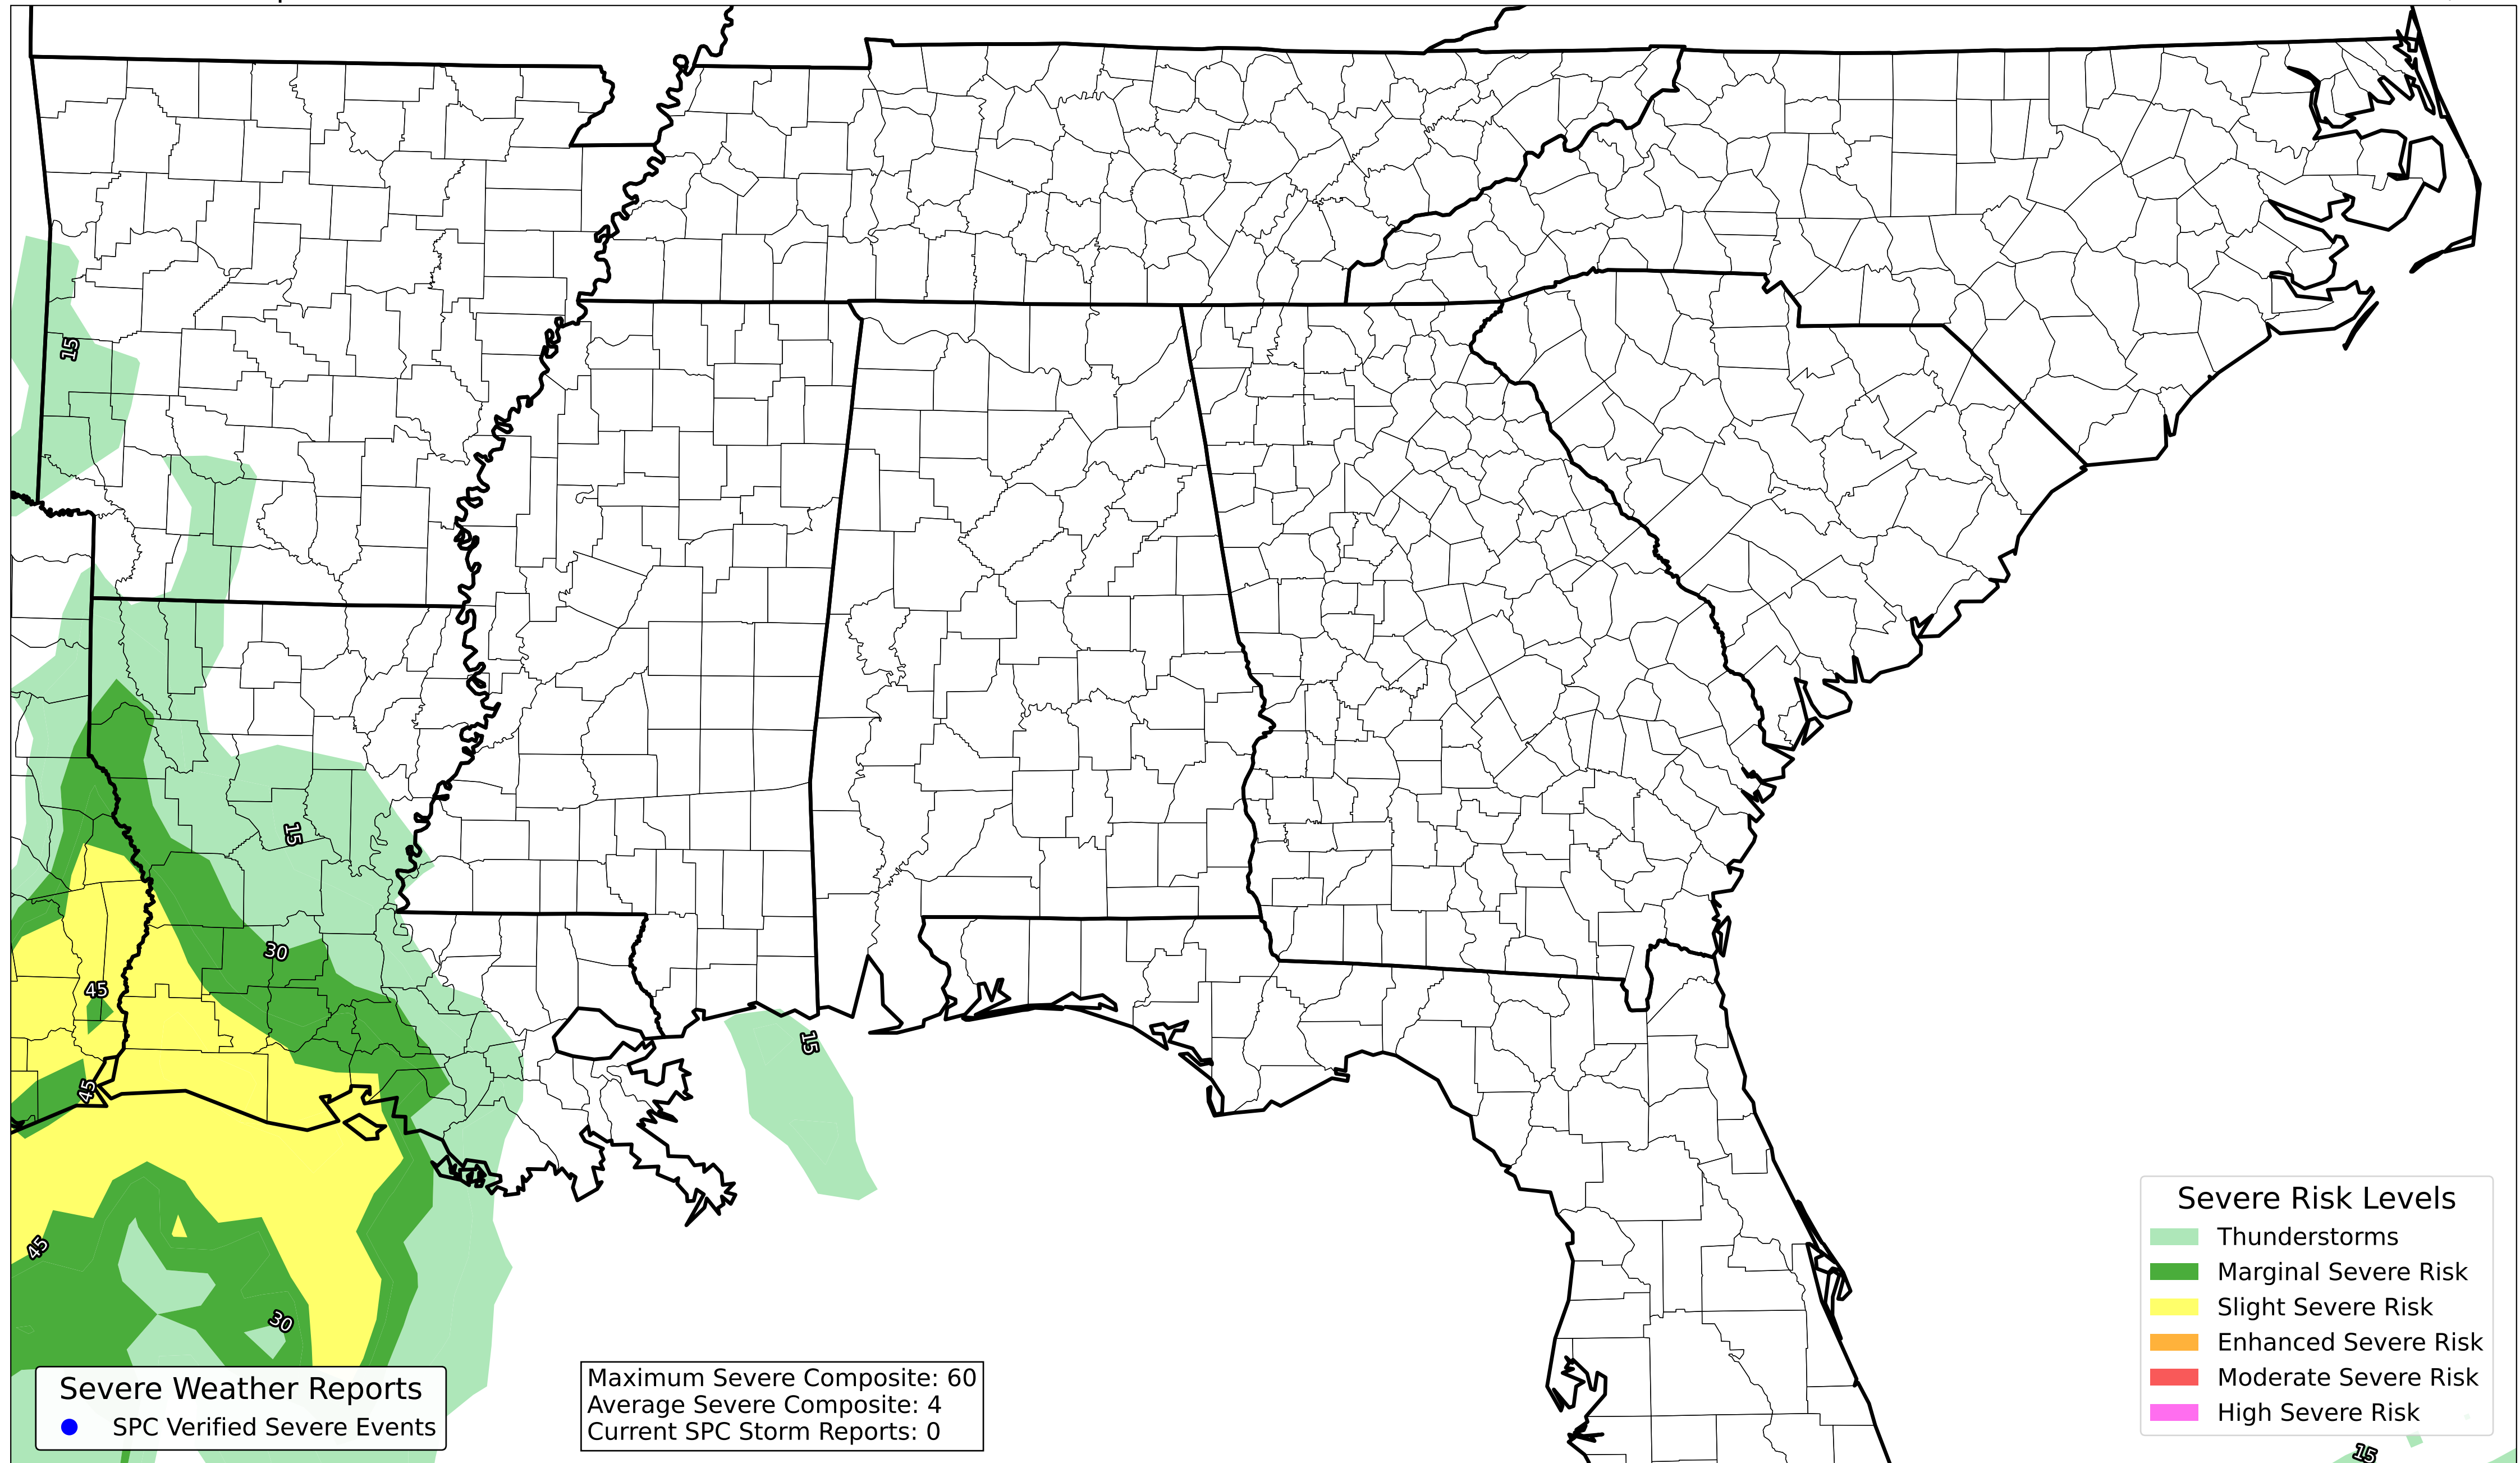 15
15
30
45
15
45
45
30
Severe Risk Levels
Thunderstorms
Marginal Severe Risk
Slight Severe Risk
Enhanced Severe Risk
Moderate Severe Risk
High Severe Risk
Severe Weather Reports
SPC Verified Severe Events
Maximum Severe Composite: 60
Average Severe Composite: 4
Current SPC Storm Reports: 0
15